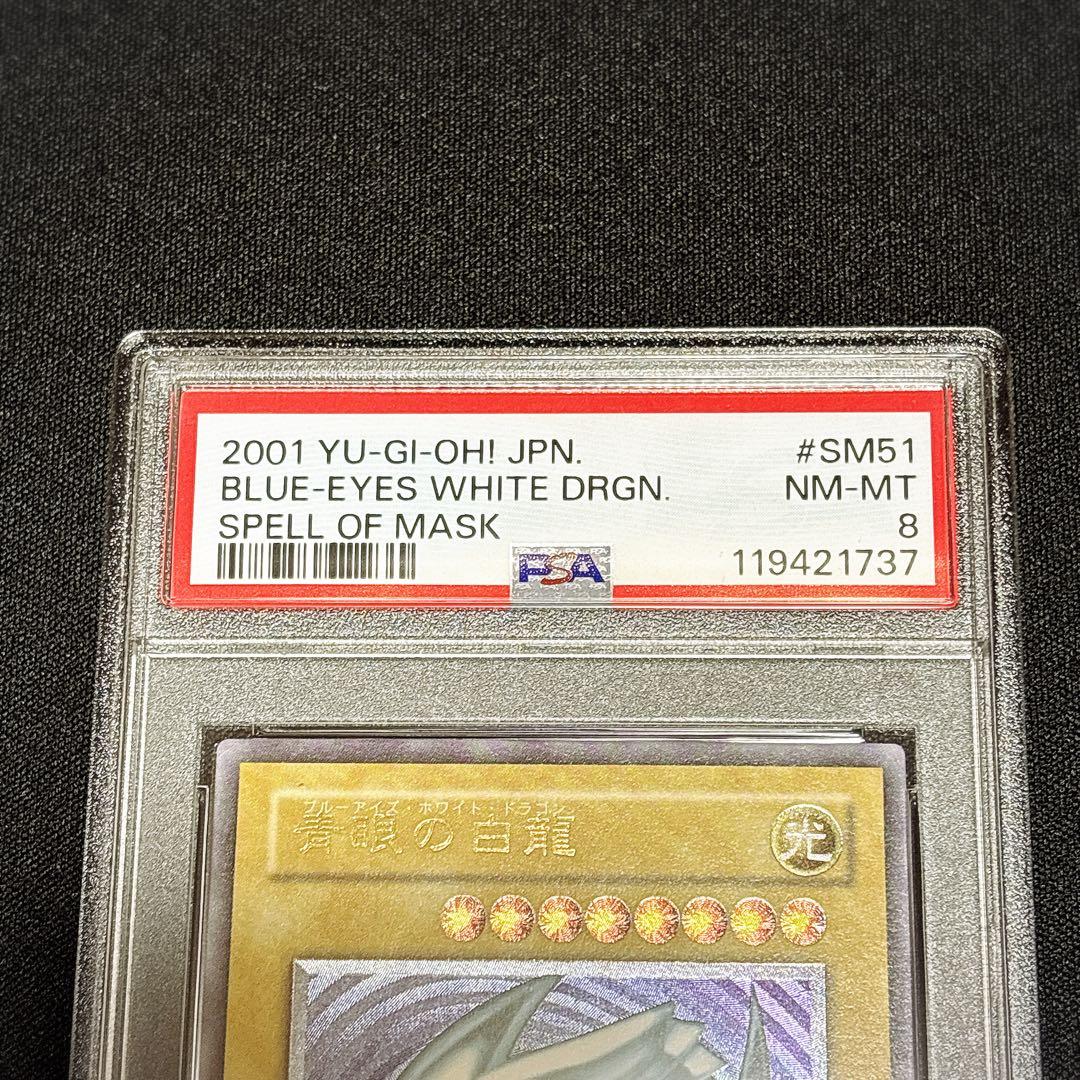 2001 YU-GI-OH! JPN. #SM51
BLUE-EYES WHITE DRGN. NM-MT
SPELL OF MASK 8
PSA 119421737
ブルーアイズ・ホワイト・ドラゴン
青眼の白龍 光